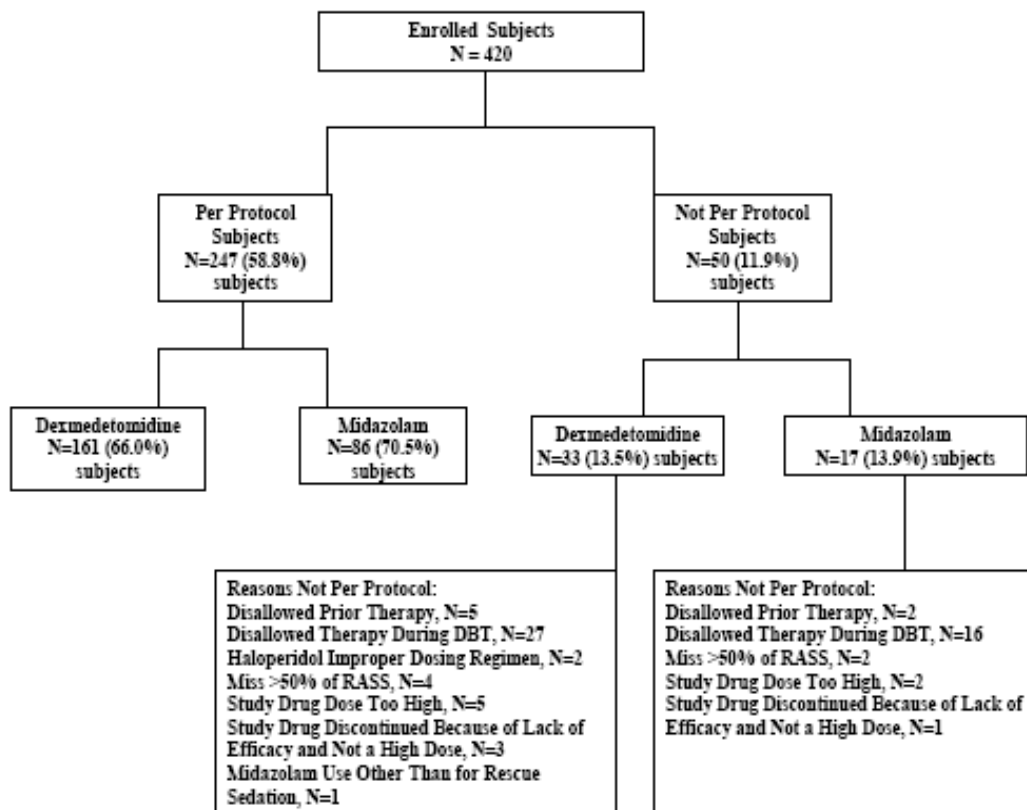 Enrolled Subjects
N = 420
Per Protocol
Subjects
N=247 (58.8%)
subjects
Not Per Protocol
Subjects
N=50 (11.9%)
subjects
Dexmedetomidine
N=161 (66.0%)
subjects
Midazolam
N=86 (70.5%)
subjects
Dexmedetomidine
N=33 (13.5%) subjects
Midazolam
N=17 (13.9%) subjects
Reasons Not Per Protocol:
Disallowed Prior Therapy, N=5
Disallowed Therapy During DBT, N=27
Haloperidol Improper Dosing Regimen, N=2
Miss >50% of RASS, N=4
Study Drug Dose Too High, N=5
Study Drug Discontinued Because of Lack of
Efficacy and Not a High Dose, N=3
Midazolam Use Other Than for Rescue
Sedation, N=1
Reasons Not Per Protocol:
Disallowed Prior Therapy, N=2
Disallowed Therapy During DBT, N=16
Miss >50% of RASS, N=2
Study Drug Dose Too High, N=2
Study Drug Discontinued Because of Lack of
Efficacy and Not a High Dose, N=1